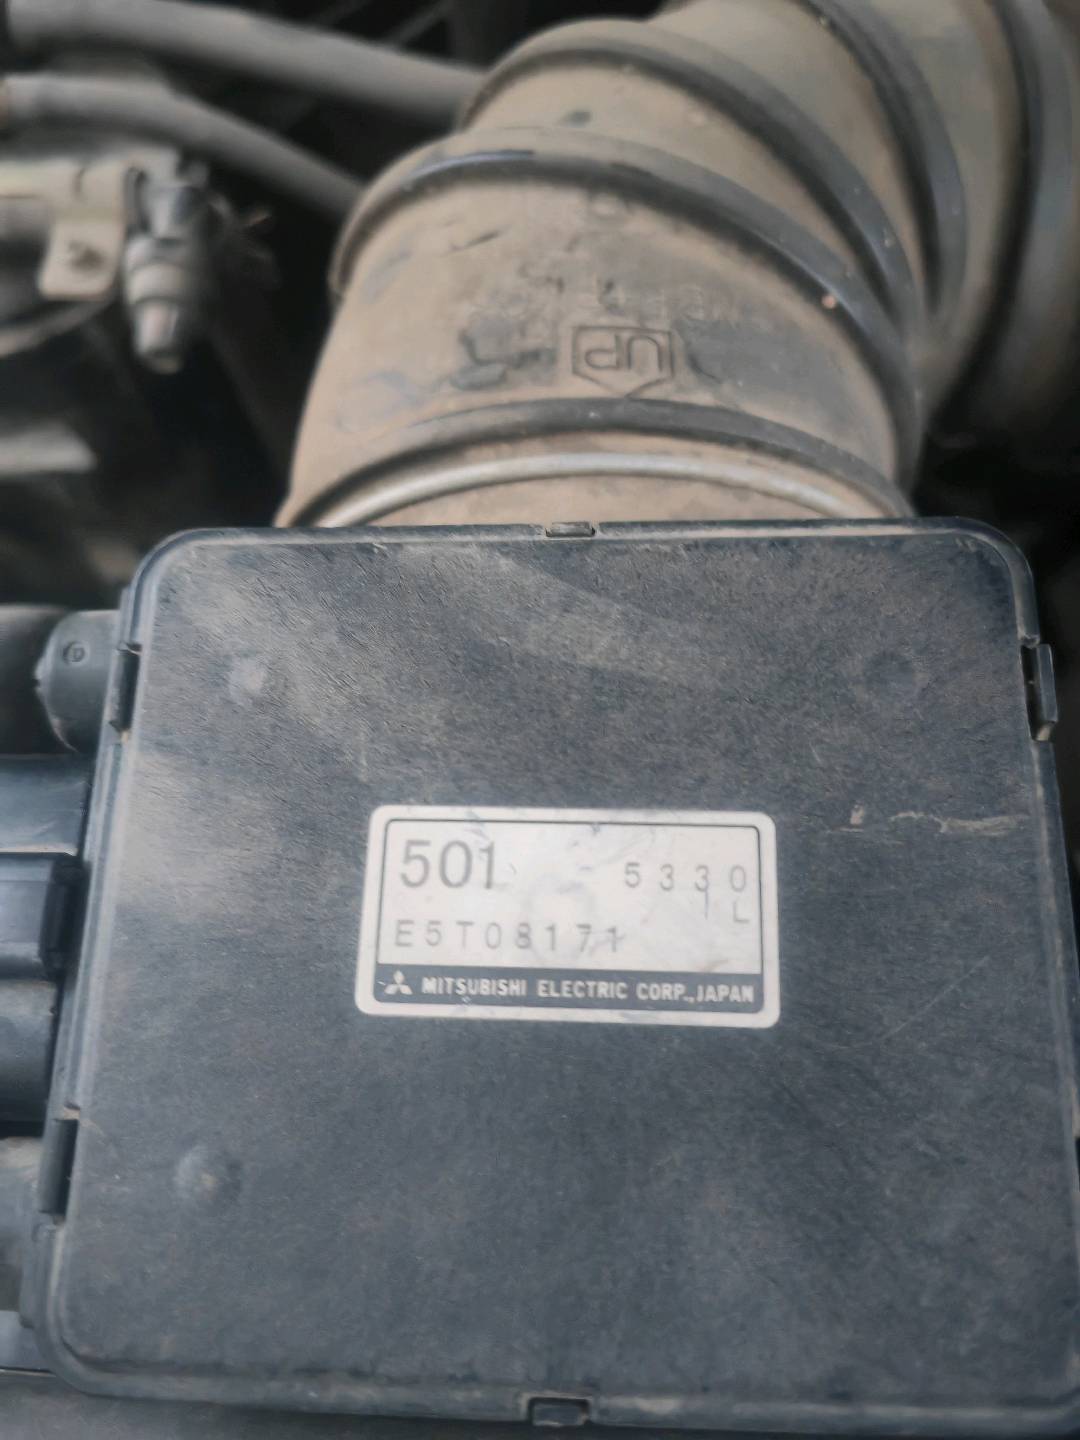 UP
501 5330
L
E5T08171
MITSUBISHI ELECTRIC CORP., JAPAN